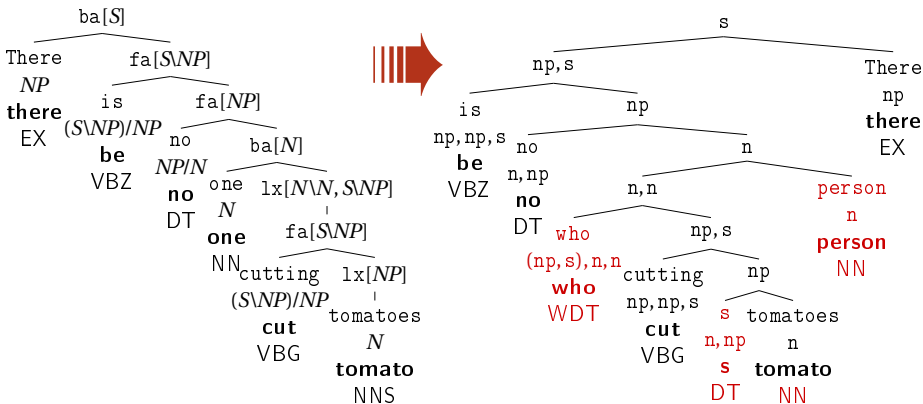 ba[S]
There
NP
there
EX
fa[S\NP]
is
(S\NP)/NP
be
VBZ
fa[NP]
no
NP/N
no
DT
ba[N]
one
N
one
NN
lx[N\N, S\NP]
fa[S\NP]
cutting
(S\NP)/NP
cut
VBG
lx[NP]
tomatoes
N
tomato
NNS
s
np,s
is
np,np,s
be
VBZ
np
no
n,np
no
DT
n
n,n
who
(np,s),n,n
who
WDT
np,s
cutting
np,np,s
cut
VBG
np
s
n,np
s
DT
tomatoes
n
tomato
NN
person
n
person
NN
There
np
there
EX